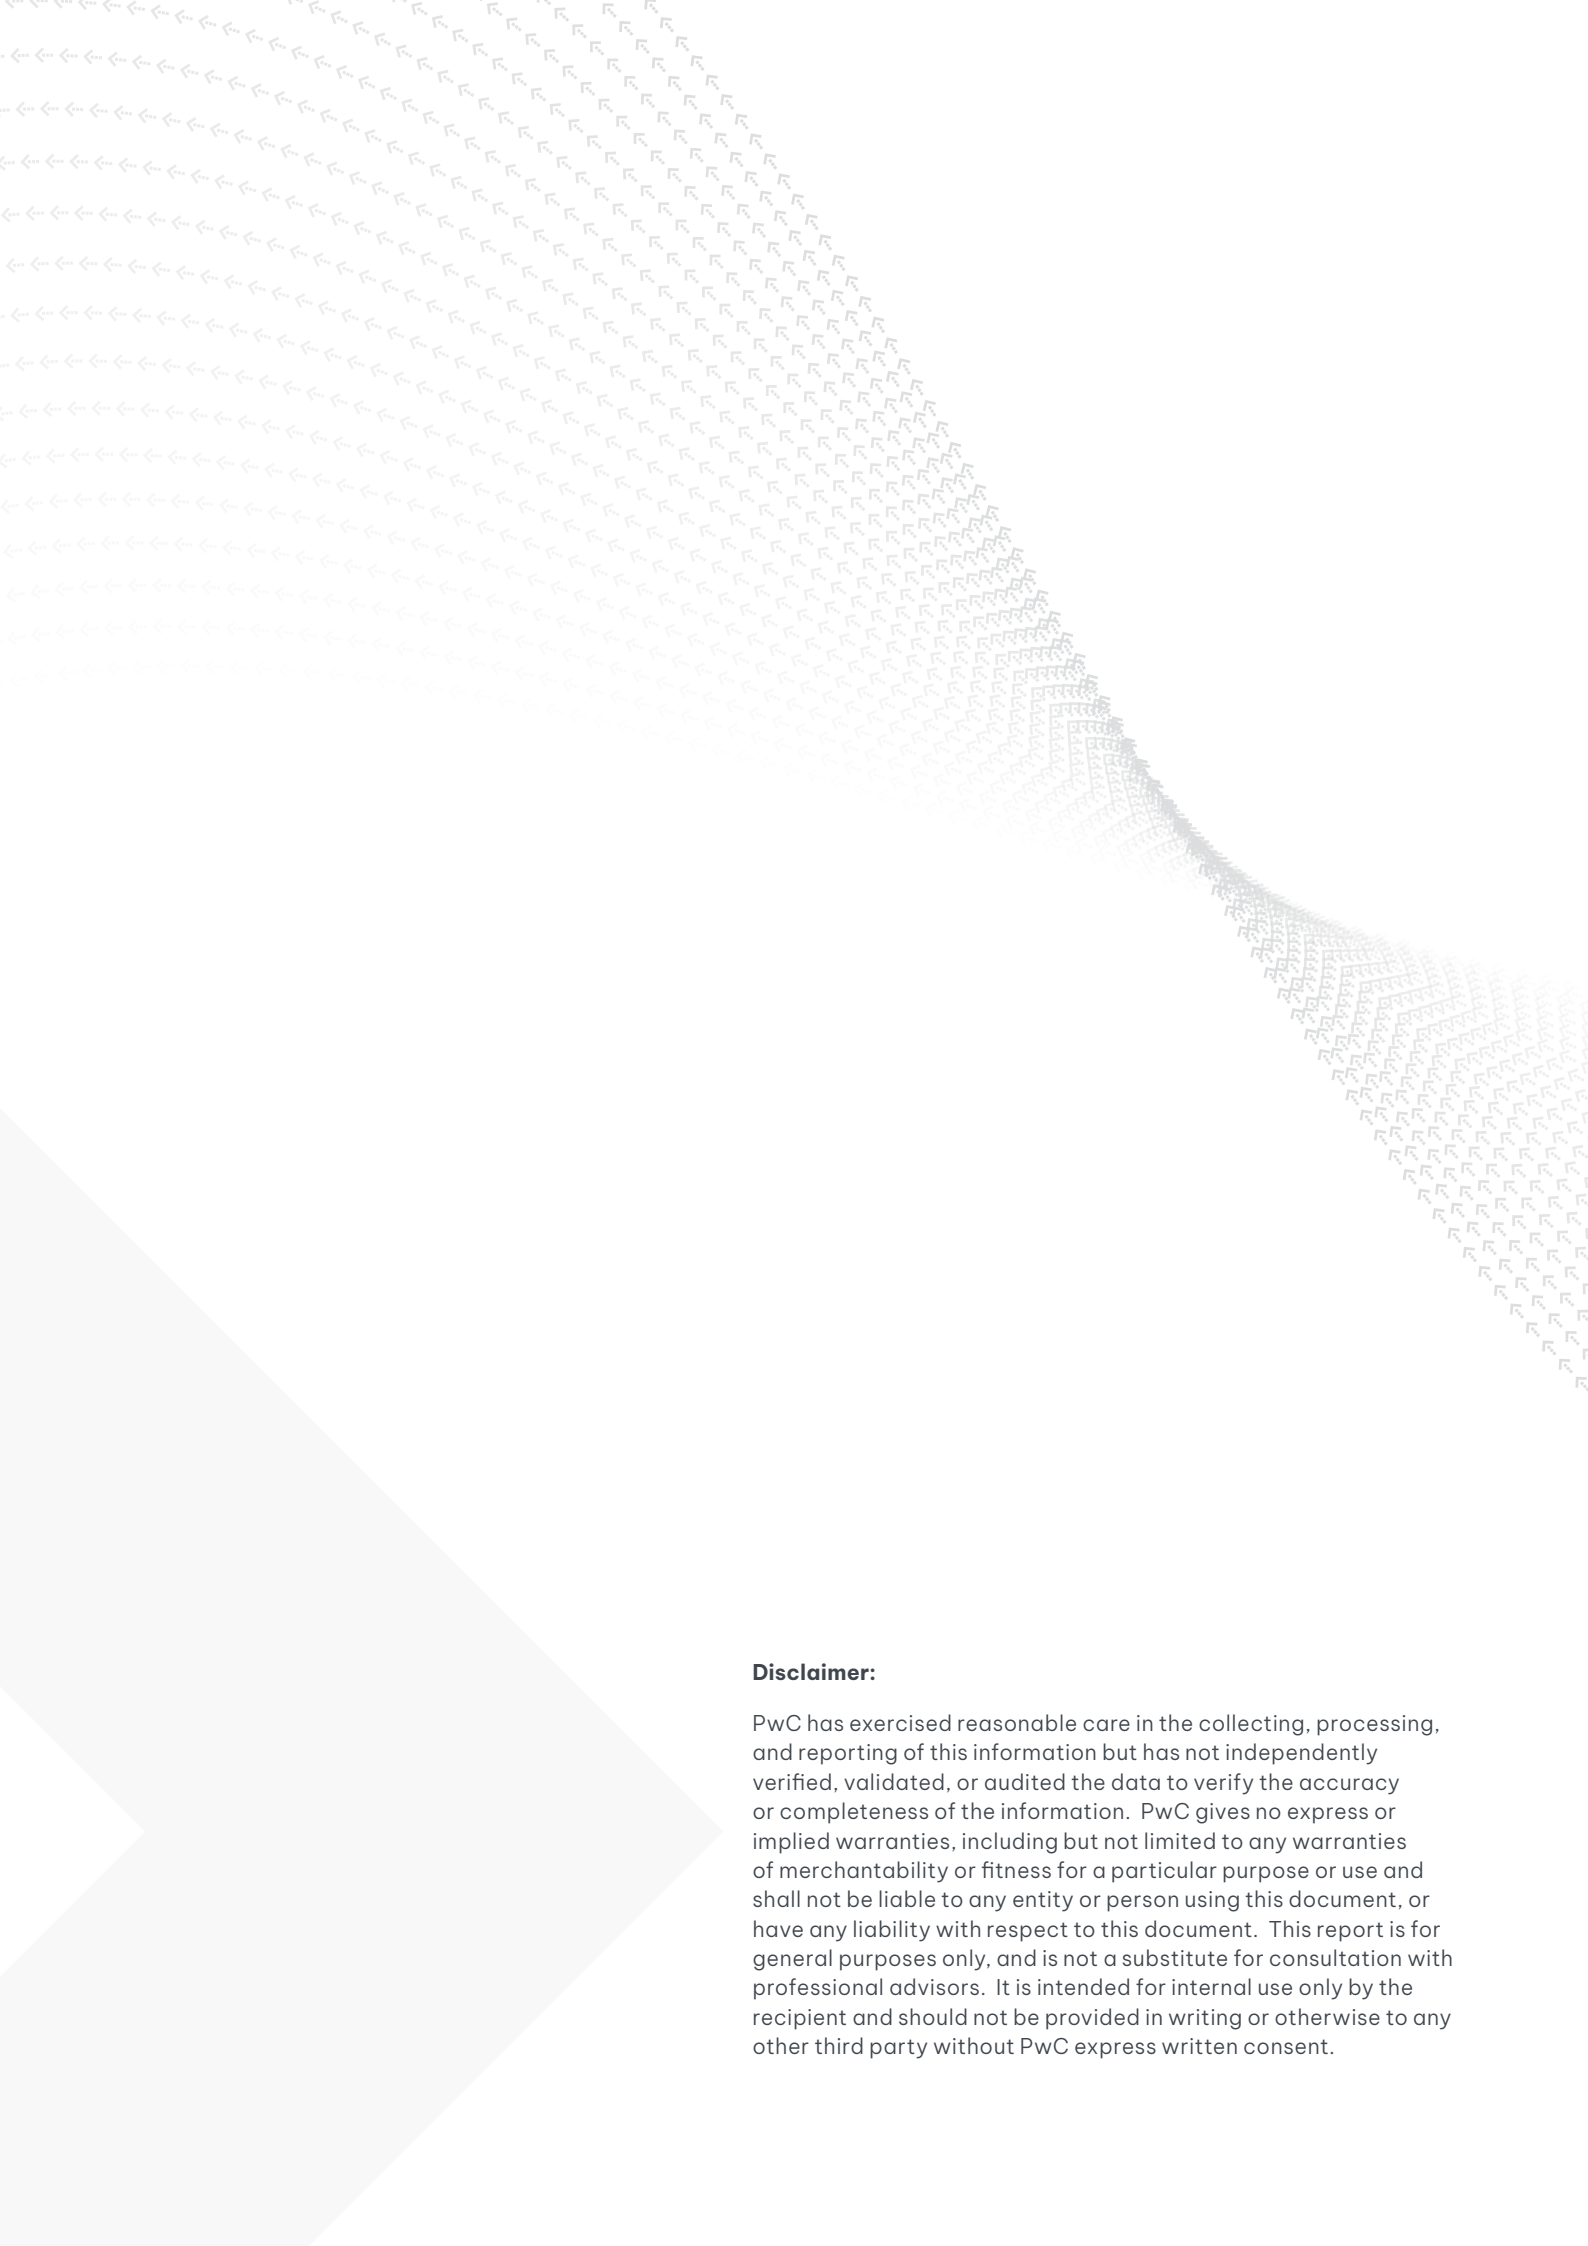 Disclaimer:
PwC has exercised reasonable care in the collecting, processing,
and reporting of this information but has not independently
verified, validated, or audited the data to verify the accuracy
or completeness of the information.  PwC gives no express or
implied warranties, including but not limited to any warranties
of merchantability or fitness for a particular purpose or use and
shall not be liable to any entity or person using this document, or
have any liability with respect to this document.  This report is for
general purposes only, and is not a substitute for consultation with
professional advisors.  It is intended for internal use only by the
recipient and should not be provided in writing or otherwise to any
other third party without PwC express written consent.